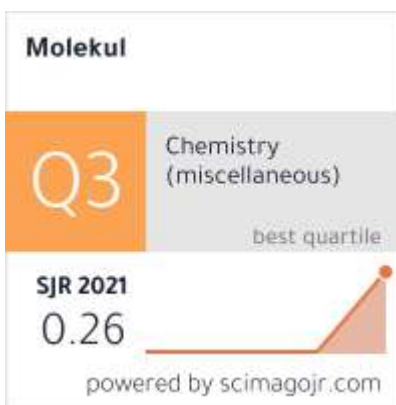 Molekul
Q3
Chemistry
(miscellaneous)
best quartile
SJR 2021
0.26
powered by scimagojr.com